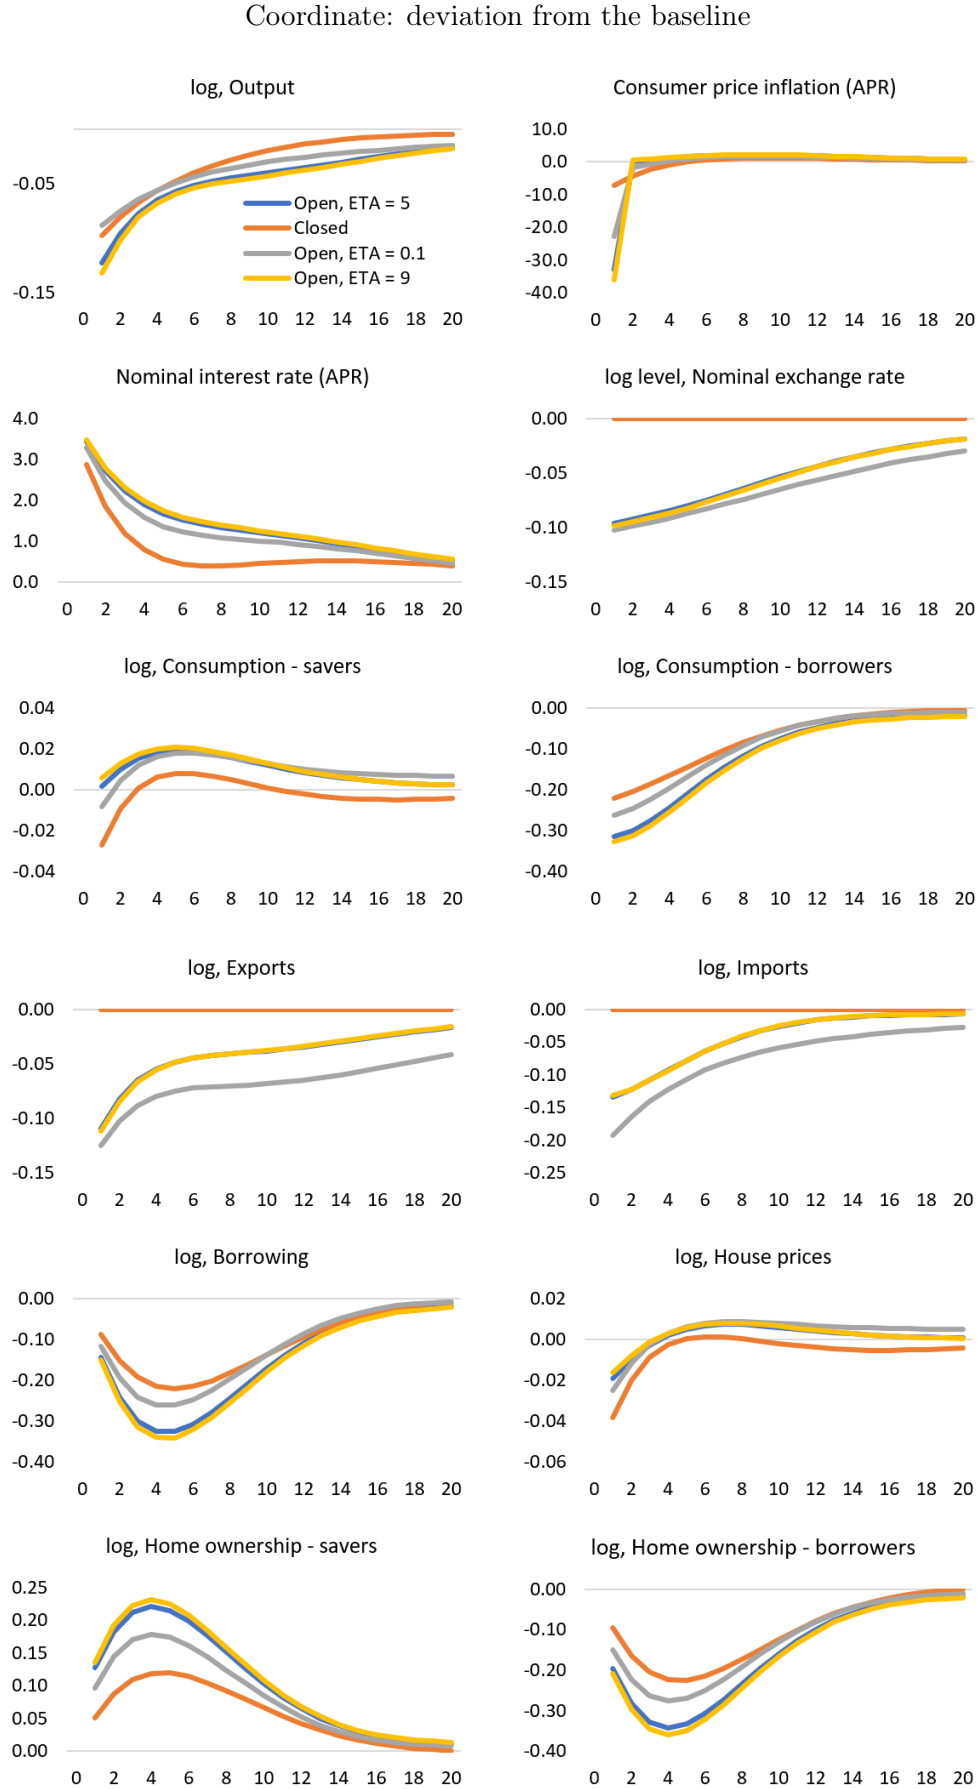 Coordinate: deviation from the baseline
log, Output
-0.05
-0.15
Open, ETA = 5
Closed
Open, ETA = 0.1
Open, ETA = 9
0 2 4 6 8 10 12 14 16 18 20
Consumer price inflation (APR)
10.0
0.0
-10.0
-20.0
-30.0
-40.0
0 2 4 6 8 10 12 14 16 18 20
Nominal interest rate (APR)
4.0
3.0
2.0
1.0
0.0
0 2 4 6 8 10 12 14 16 18 20
log level, Nominal exchange rate
0.00
-0.05
-0.10
-0.15
0 2 4 6 8 10 12 14 16 18 20
log, Consumption - savers
0.04
0.02
0.00
-0.02
-0.04
0 2 4 6 8 10 12 14 16 18 20
log, Consumption - borrowers
0.00
-0.10
-0.20
-0.30
-0.40
0 2 4 6 8 10 12 14 16 18 20
log, Exports
0.00
-0.05
-0.10
-0.15
0 2 4 6 8 10 12 14 16 18 20
log, Imports
0.00
-0.05
-0.10
-0.15
-0.20
-0.25
0 2 4 6 8 10 12 14 16 18 20
log, Borrowing
0.00
-0.10
-0.20
-0.30
-0.40
0 2 4 6 8 10 12 14 16 18 20
log, House prices
0.02
0.00
-0.02
-0.04
-0.06
0 2 4 6 8 10 12 14 16 18 20
log, Home ownership - savers
0.25
0.20
0.15
0.10
0.05
0.00
0 2 4 6 8 10 12 14 16 18 20
log, Home ownership - borrowers
0.00
-0.10
-0.20
-0.30
-0.40
0 2 4 6 8 10 12 14 16 18 20